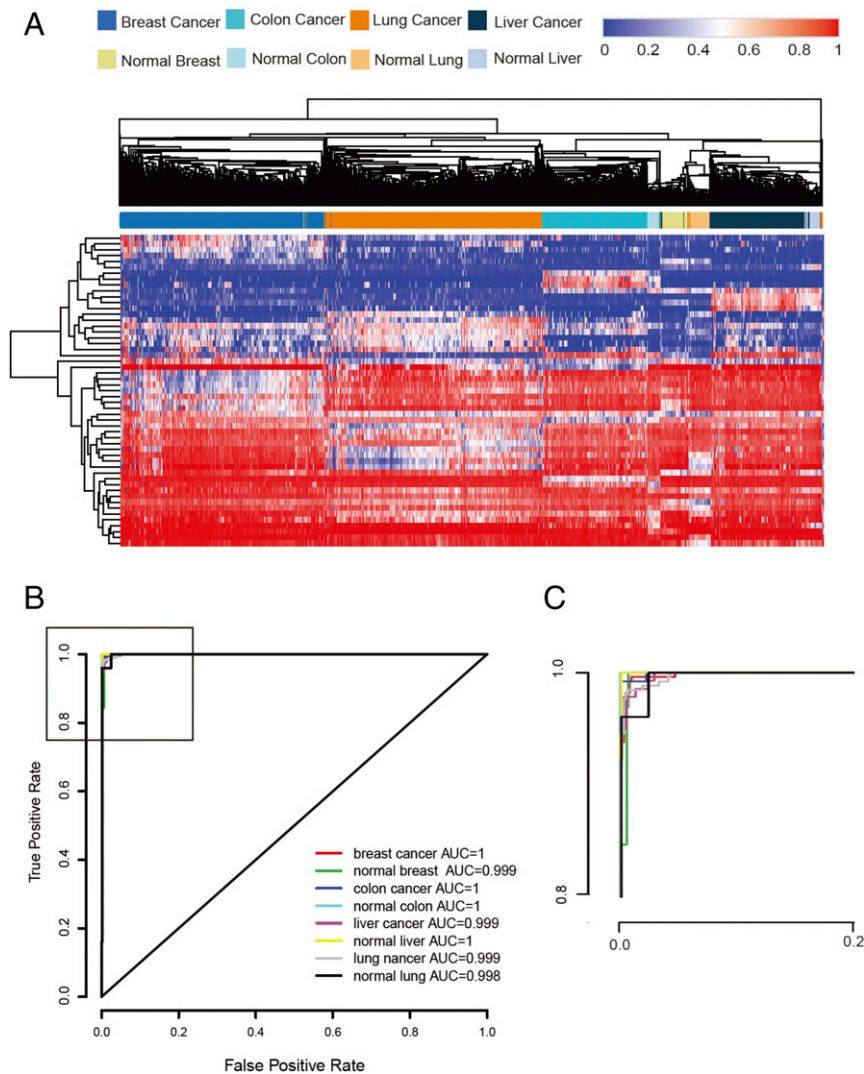 A
Breast Cancer Colon Cancer Lung Cancer Liver Cancer
Normal Breast Normal Colon Normal Lung Normal Liver
0 0.2 0.4 0.6 0.8 1
B
True Positive Rate
1.0
0.8
0.6
0.4
0.2
0.0
breast cancer AUC=1
normal breast AUC=0.999
colon cancer AUC=1
normal colon AUC=1
liver cancer AUC=0.999
normal liver AUC=1
lung nancer AUC=0.999
normal lung AUC=0.998
0.0 0.2 0.4 0.6 0.8 1.0
False Positive Rate
C
1.0
0.8
0.0 0.2